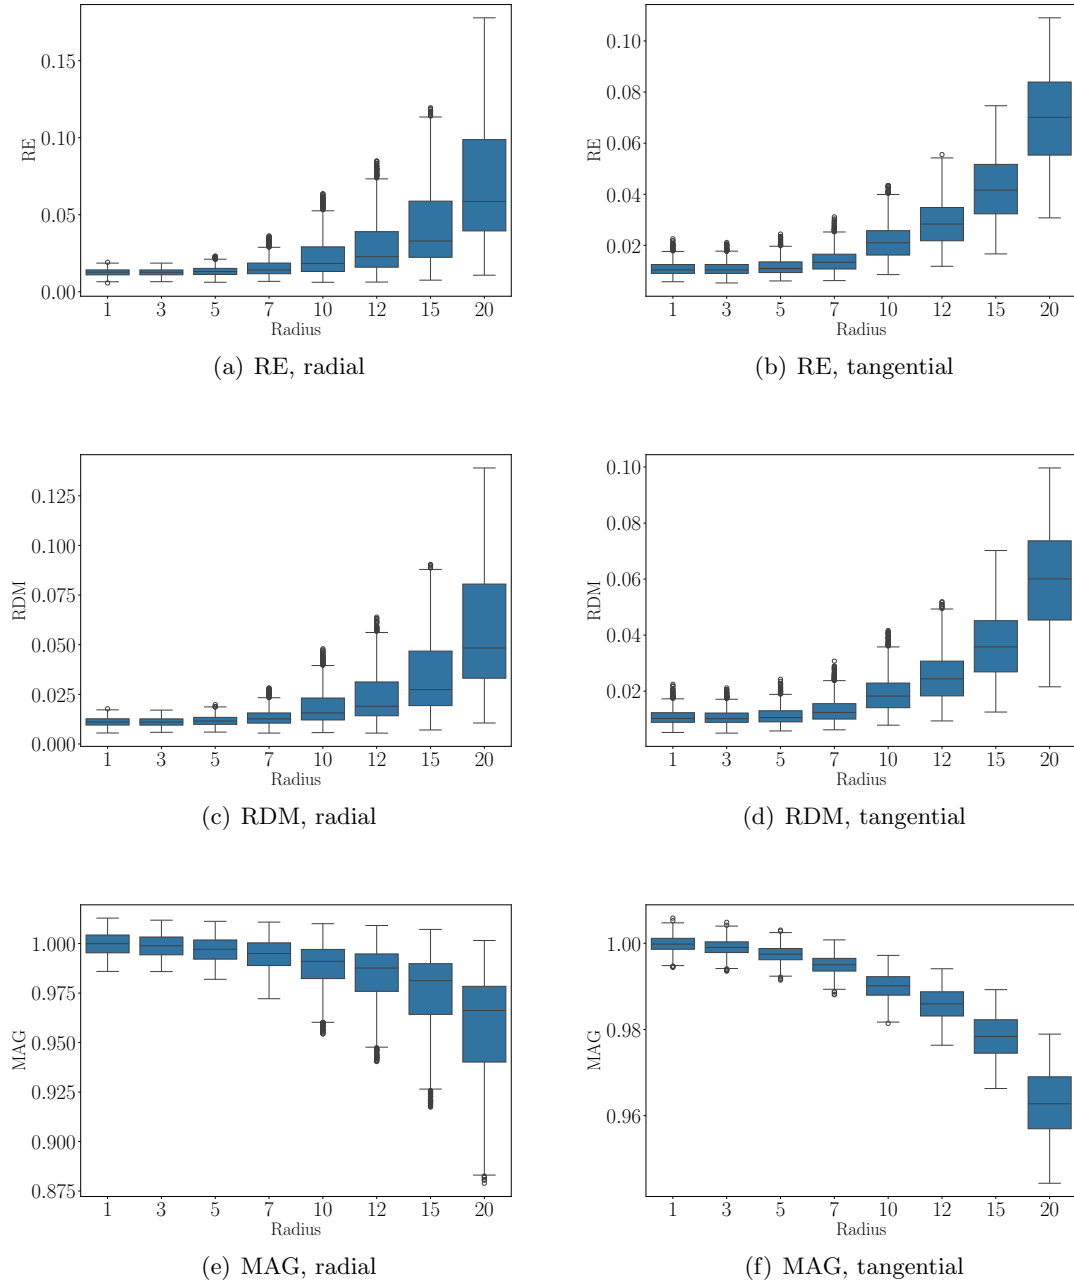 0.15
0.10
0.05
0.00
RE
1 3 5 7 10 12 15 20
Radius
(a) RE, radial
0.10
0.08
0.06
0.04
0.02
RE
1 3 5 7 10 12 15 20
Radius
(b) RE, tangential
0.125
0.100
0.075
0.050
0.025
0.000
RDM
1 3 5 7 10 12 15 20
Radius
(c) RDM, radial
0.10
0.08
0.06
0.04
0.02
RDM
1 3 5 7 10 12 15 20
Radius
(d) RDM, tangential
1.000
0.975
0.950
0.925
0.900
0.875
MAG
1 3 5 7 10 12 15 20
Radius
(e) MAG, radial
1.00
0.98
0.96
MAG
1 3 5 7 10 12 15 20
Radius
(f) MAG, tangential